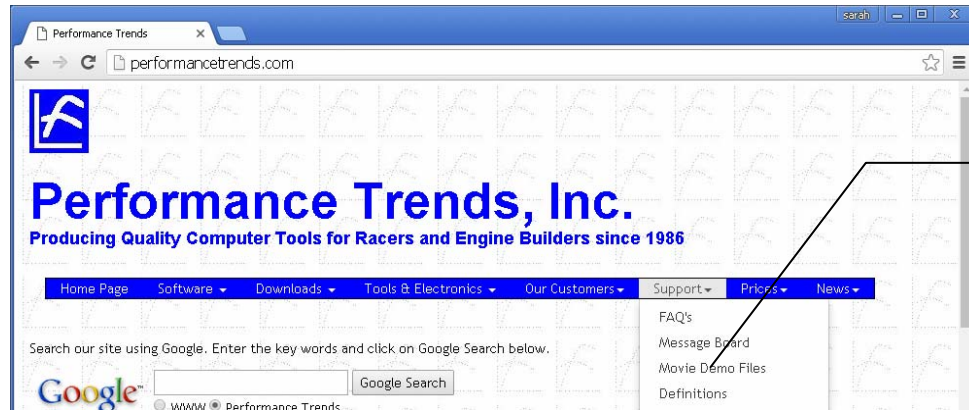 sarah
Performance Trends
performancetrends.com
Performance Trends, Inc.
Producing Quality Computer Tools for Racers and Engine Builders since 1986
Home Page Software Downloads Tools & Electronics Our Customers Support Prices News
FAQ's
Message Board
Search our site using Google. Enter the key words and click on Google Search below.
Movie Demo Files
Google™ Google Search
Definitions
WWW Performance Trends